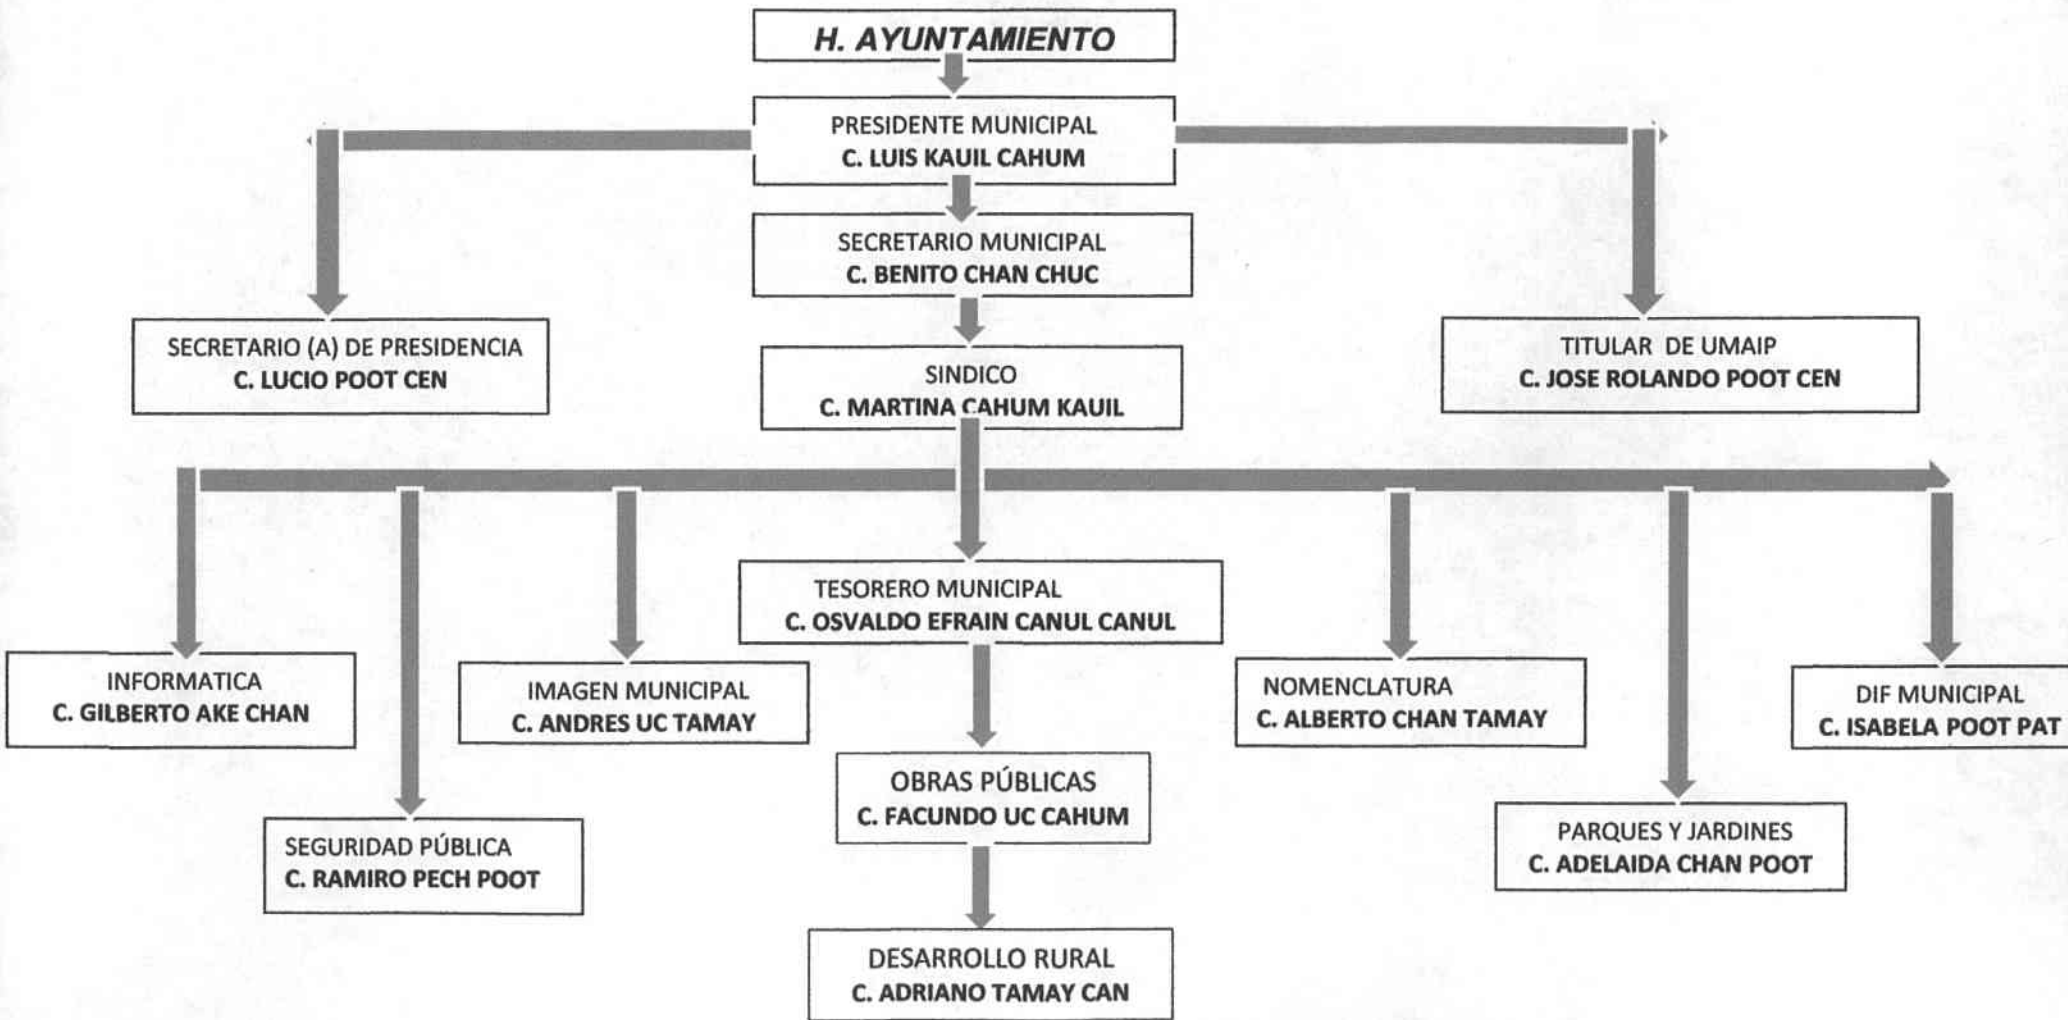 H. AYUNTAMIENTO
PRESIDENTE MUNICIPAL
C. LUIS KAUIL CAHUM
SECRETARIO MUNICIPAL
C. BENITO CHAN CHUC
SECRETARIO (A) DE PRESIDENCIA
C. LUCIO POOT CEN
SINDICO
C. MARTINA CAHUM KAUIL
TITULAR DE UMAIP
C. JOSE ROLANDO POOT CEN
TESORERO MUNICIPAL
C. OSVALDO EFRAIN CANUL CANUL
INFORMATICA
C. GILBERTO AKE CHAN
IMAGEN MUNICIPAL
C. ANDRES UC TAMAY
NOMENCLATURA
C. ALBERTO CHAN TAMAY
DIF MUNICIPAL
C. ISABELA POOT PAT
OBRAS PÚBLICAS
C. FACUNDO UC CAHUM
SEGURIDAD PÚBLICA
C. RAMIRO PECH POOT
PARQUES Y JARDINES
C. ADELAIDA CHAN POOT
DESARROLLO RURAL
C. ADRIANO TAMAY CAN